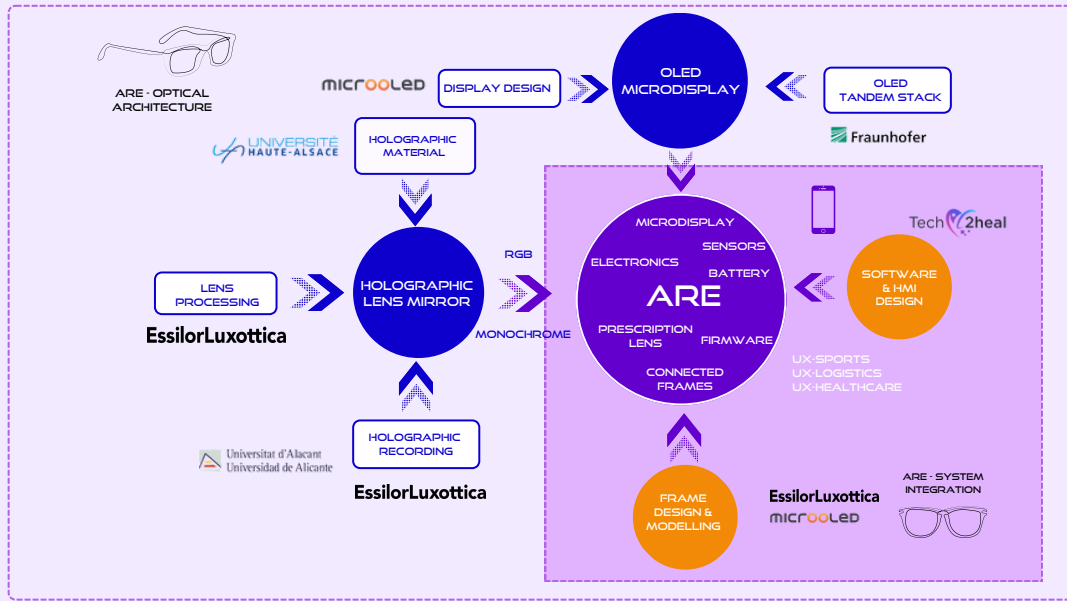 ARE - OPTICAL
ARCHITECTURE
MICROOLED
DISPLAY DESIGN
OLED
MICRODISPLAY
OLED
TANDEM STACK
Fraunhofer
UNIVERSITÉ
HAUTE-ALSACE
HOLOGRAPHIC
MATERIAL
LENS
PROCESSING
EssilorLuxottica
HOLOGRAPHIC
LENS MIRROR
RGB
MONOCHROME
HOLOGRAPHIC
RECORDING
Universitat d'Alacant
Universidad de Alicante
EssilorLuxottica
MICRODISPLAY
SENSORS
ELECTRONICS
BATTERY
ARE
PRESCRIPTION
LENS
FIRMWARE
CONNECTED
FRAMES
Tech2heal
SOFTWARE
& HMI
DESIGN
UX-SPORTS
UX-LOGISTICS
UX-HEALTHCARE
FRAME
DESIGN &
MODELLING
EssilorLuxottica
MICROOLED
ARE - SYSTEM
INTEGRATION